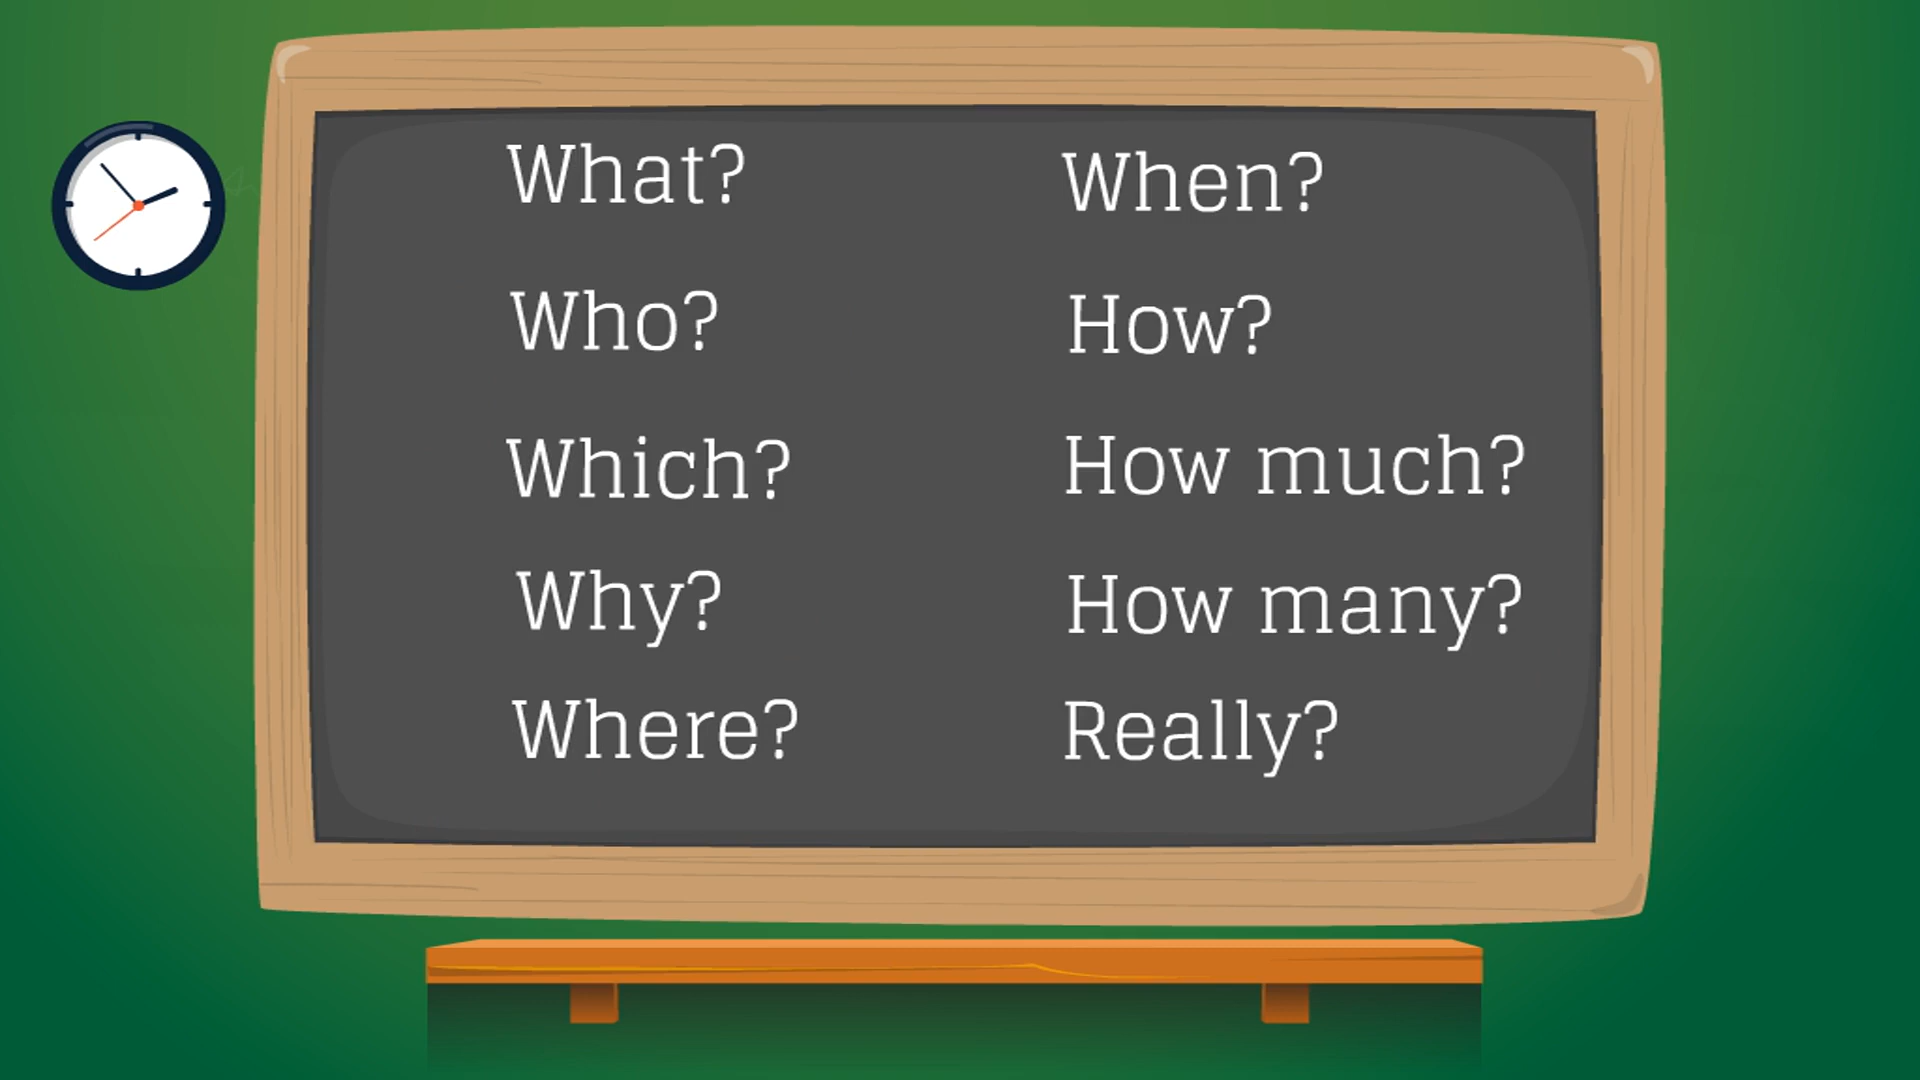 What?
Who?
Which?
Why?
Where?
When?
How?
How much?
How many?
Really?